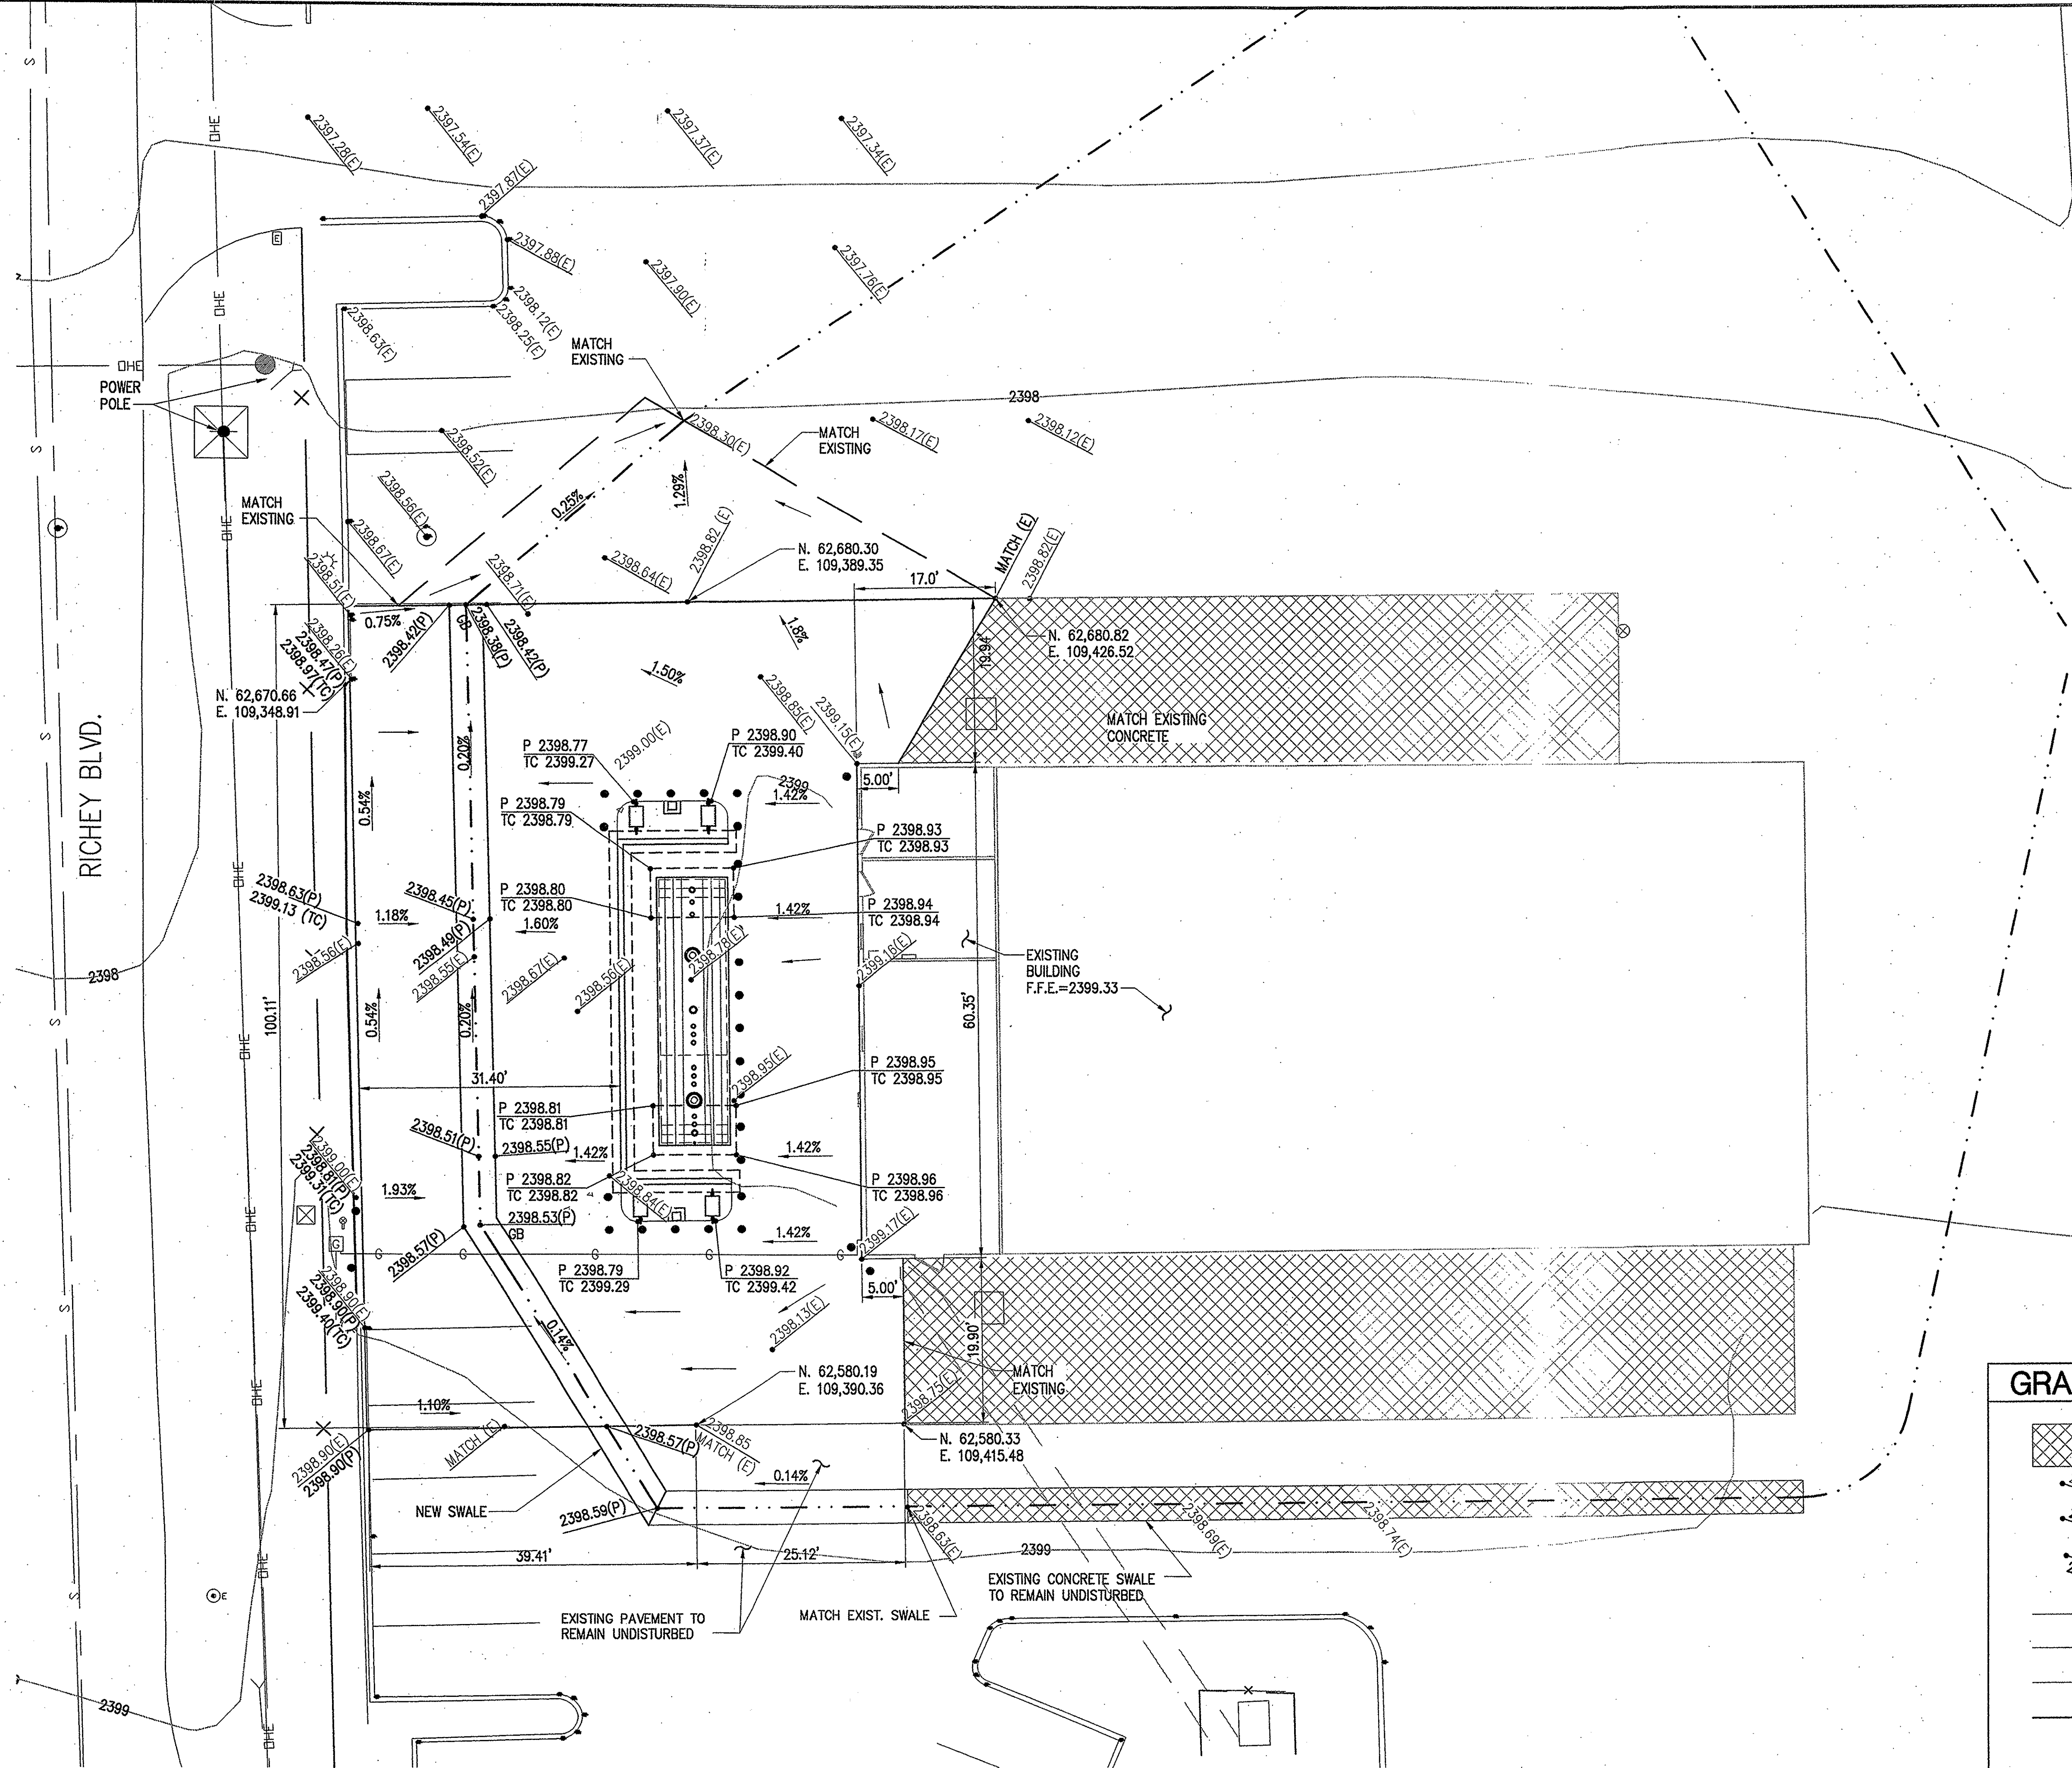 2397.28(E)
2397.54(E)
2397.37(E)
2397.34(E)
2397.87(E)
2397.88(E)
2397.90(E)
2397.76(E)
2398.12(E)
2398.25(E)
2398.63(E)
MATCH
EXISTING
POWER
POLE
OHE
2398
2398.30(E)
2398.17(E)
2398.12(E)
MATCH
EXISTING
2398.52(E)
2398.56(E)
1.29%
0.25%
MATCH
EXISTING
2398.67(E)
2398.51(E)
2398.71(E)
2398.64(E)
2398.82 (E)
N. 62,680.30
E. 109,389.35
MATCH (E)
2398.82(E)
17.0'
0.75%
2398.42(P)
GB
2398.38(P)
2398.42(P)
1.8%
19.94'
N. 62,680.82
E. 109,426.52
2398.26(E)
2398.47(P)
2398.97(TC)
N. 62,670.66
E. 109,348.91
1.50%
2398.85(E)
2399.15(E)
MATCH EXISTING
CONCRETE
RICHEY BLVD.
0.20%
P 2398.77
TC 2399.27
2399.00(E)
P 2398.90
TC 2399.40
0.54%
2399
1.42%
5.00'
P 2398.79
TC 2398.79
P 2398.93
TC 2398.93
2398.63(P)
2399.13 (TC)
1.18%
2398.45(P)
2398.49(P)
P 2398.80
TC 2398.80
1.60%
1.42%
P 2398.94
TC 2398.94
2398.56(E)
2398.55(E)
2398.67(E)
2398.56(E)
2398.78(E)
2399.16(E)
EXISTING
BUILDING
F.F.E.=2399.33
2398
100.11'
0.54%
0.20%
60.35'
31.40'
2398.95(E)
P 2398.95
TC 2398.95
P 2398.81
TC 2398.81
2398.51(P)
2398.55(P)
1.42%
1.42%
2399.00(E)
2398.81(P)
2399.31(TC)
1.93%
P 2398.82
TC 2398.82
2398.84(E)
P 2398.96
TC 2398.96
2398.53(P)
GB
1.42%
2399.17(E)
2398.57(P)
G
P 2398.79
TC 2399.29
P 2398.92
TC 2399.42
5.00'
2398.90(E)
2398.90(P)
2399.40(TC)
0.14%
2398.13(E)
19.90'
N. 62,580.19
E. 109,390.36
MATCH
EXISTING
2398.75(E)
GRA
1.10%
MATCH (E)
2398.57(P)
2398.85
MATCH (E)
N. 62,580.33
E. 109,415.48
2398.90(E)
2398.90(P)
0.14%
NEW SWALE
2398.59(P)
2398.63(E)
2398.69(E)
2398.74(E)
39.41'
25.12'
2399
EXISTING CONCRETE SWALE
TO REMAIN UNDISTURBED
EXISTING PAVEMENT TO
REMAIN UNDISTURBED
MATCH EXIST. SWALE
2399